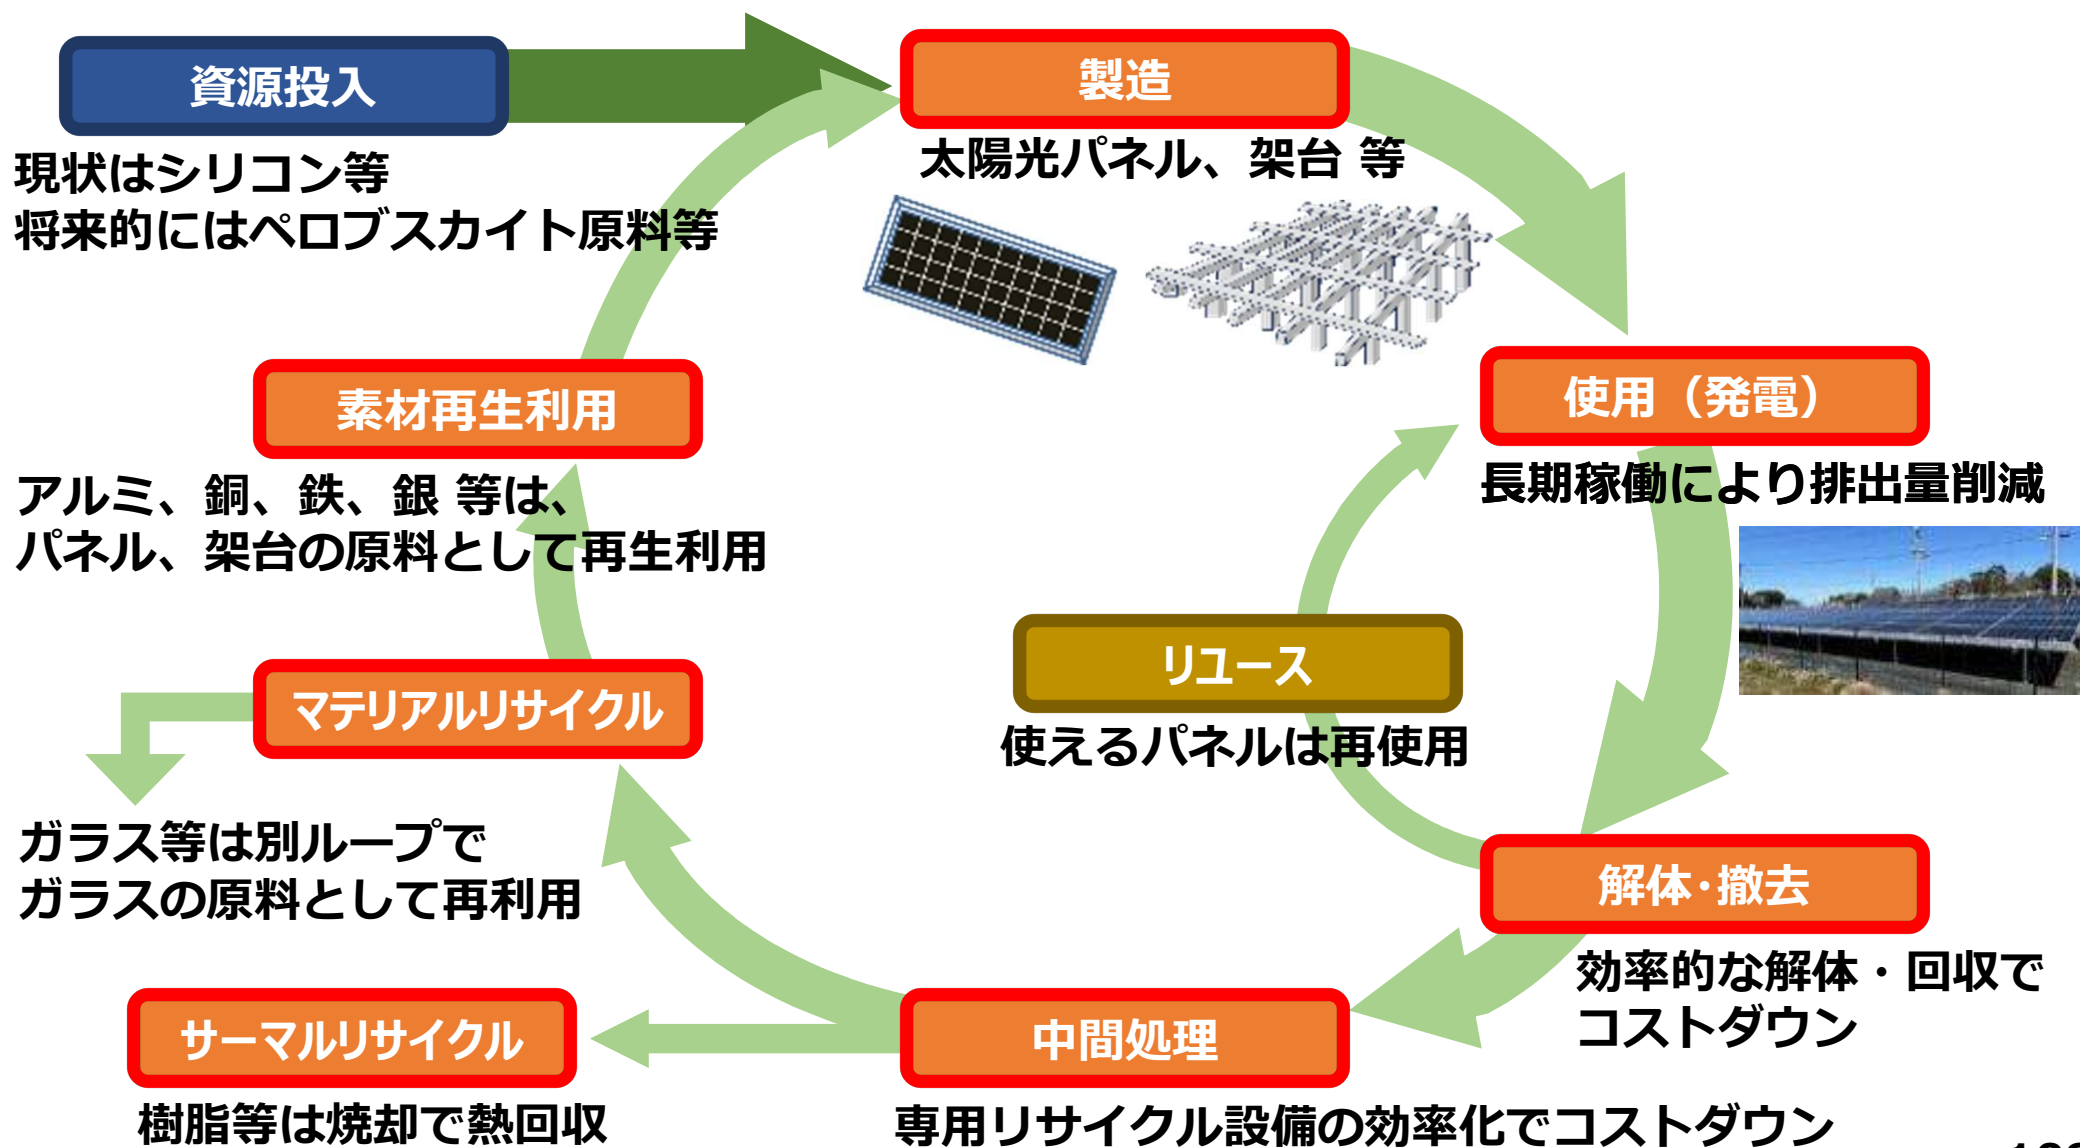 資源投入
現状はシリコン等
将来的にはペロブスカイト原料等
製造
太陽光パネル、架台 等
使用（発電）
長期稼働により排出量削減
リユース
使えるパネルは再使用
解体・撤去
効率的な解体・回収で
コストダウン
中間処理
専用リサイクル設備の効率化でコストダウン
サーマルリサイクル
樹脂等は焼却で熱回収
マテリアルリサイクル
ガラス等は別ループで
ガラスの原料として再利用
素材再生利用
アルミ、銅、鉄、銀 等は、
パネル、架台の原料として再生利用